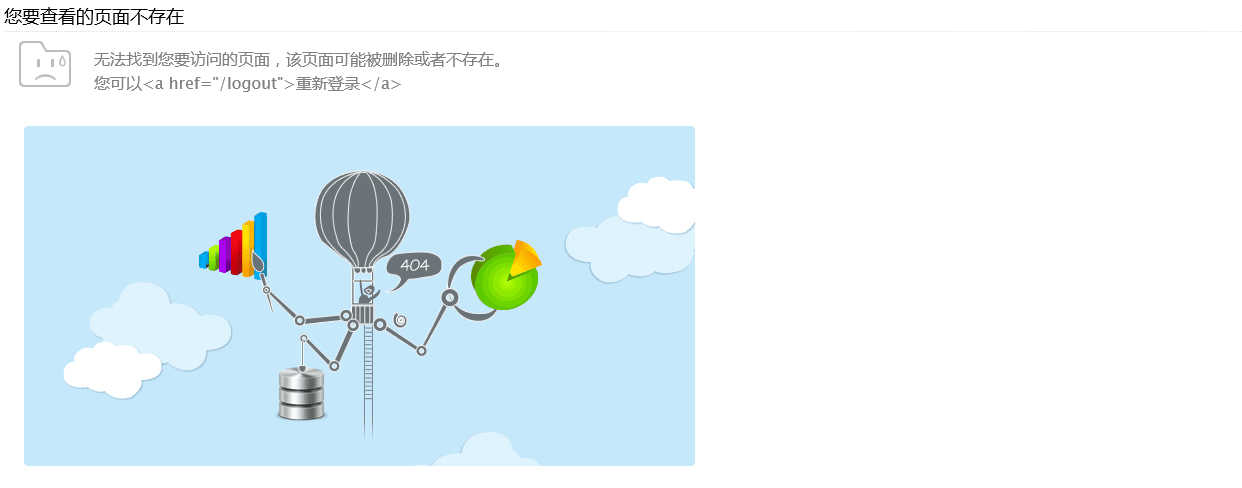 您要查看的页面不存在
无法找到您要访问的页面，该页面可能被删除或者不存在。
您可以<a href="/logout">重新登录</a>
404